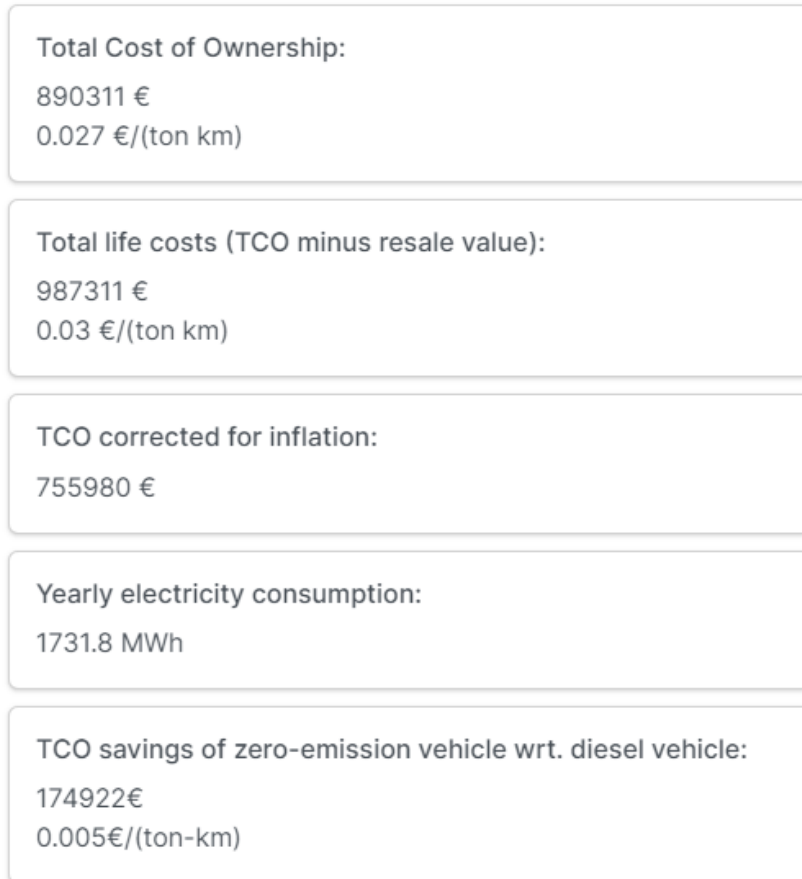 Total Cost of Ownership:
890311 €
0.027 €/(ton km)
Total life costs (TCO minus resale value):
987311 €
0.03 €/(ton km)
TCO corrected for inflation:
755980 €
Yearly electricity consumption:
1731.8 MWh
TCO savings of zero-emission vehicle wrt. diesel vehicle:
174922€
0.005€/(ton-km)